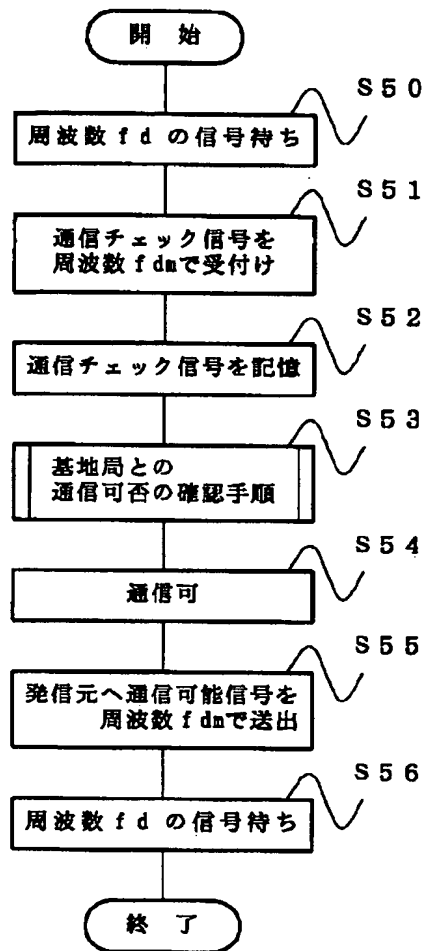 開 始
S50
周波数 fd の信号待ち
S51
通信チェック信号を
周波数fdmで受付け
S52
通信チェック信号を記憶
S53
基地局との
通信可否の確認手順
S54
通信可
S55
発信元へ通信可能信号を
周波数fdmで送出
S56
周波数 fd の信号待ち
終 了